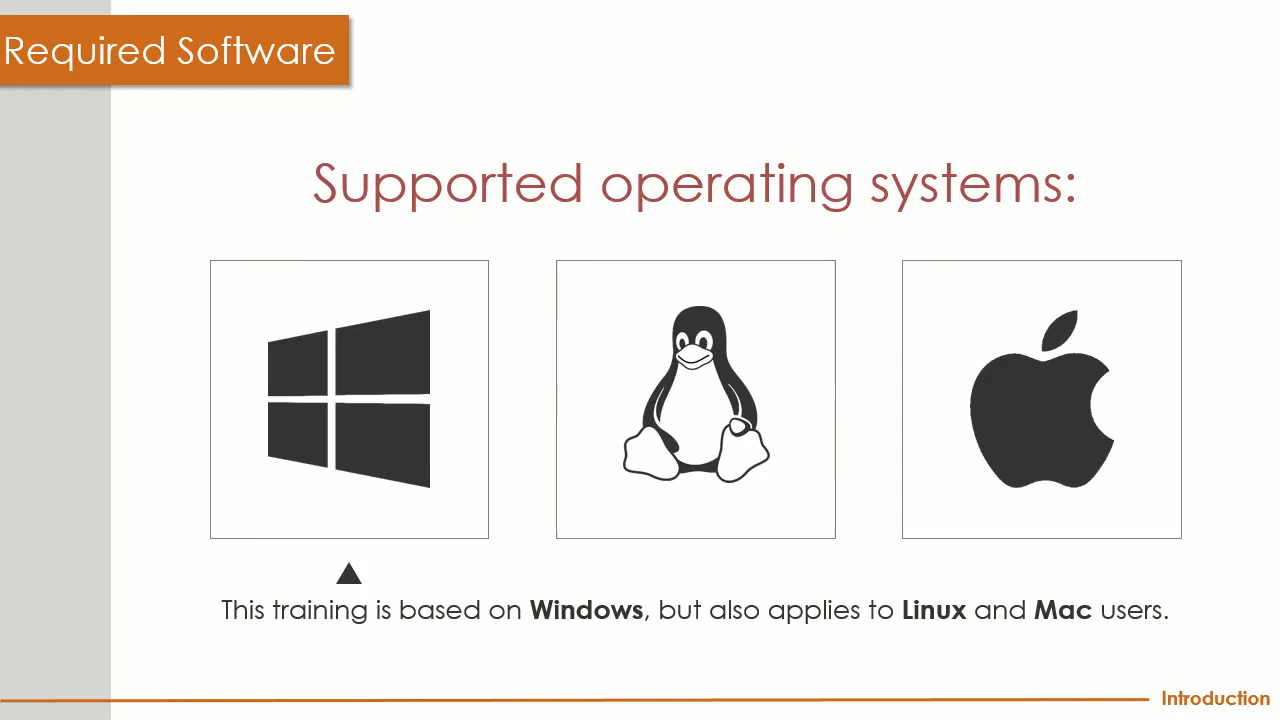 Required Software
Supported operating systems:
This training is based on Windows, but also applies to Linux and Mac users.
Introduction